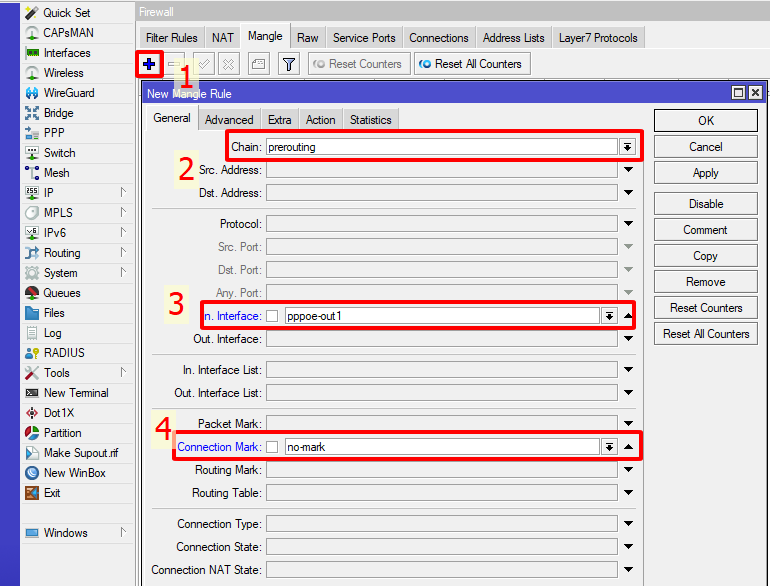 Firewall
Quick Set
CAPsMAN
Interfaces
Wireless
WireGuard
Bridge
PPP
Switch
Mesh
IP
MPLS
IPv6
Routing
System
Queues
Files
Log
RADIUS
Tools
New Terminal
Dot1X
Partition
Make Supout.rif
New WinBox
Exit
Windows
Filter Rules NAT Mangle Raw Service Ports Connections Address Lists Layer7 Protocols
1
Reset Counters Reset All Counters
New Mangle Rule
General Advanced Extra Action Statistics
2
Chain: prerouting
Src. Address:
Dst. Address:
Protocol:
Src. Port:
Dst. Port:
Any. Port:
3
In. Interface: pppoe-out1
Out. Interface:
In. Interface List:
Out. Interface List:
Packet Mark:
4
Connection Mark: no-mark
Routing Mark:
Routing Table:
Connection Type:
Connection State:
Connection NAT State:
OK
Cancel
Apply
Disable
Comment
Copy
Remove
Reset Counters
Reset All Counters